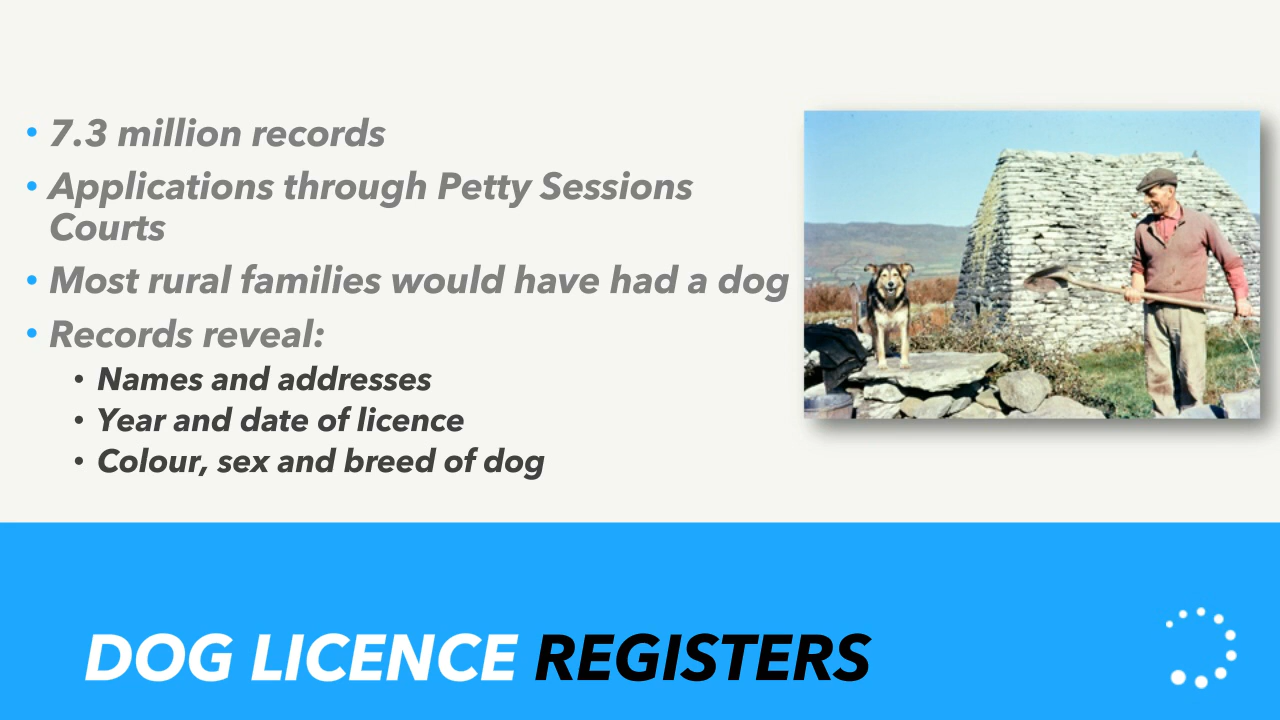 • 7.3 million records
• Applications through Petty Sessions
Courts
• Most rural families would have had a dog
• Records reveal:
• Names and addresses
• Year and date of licence
• Colour, sex and breed of dog
DOG LICENCE REGISTERS